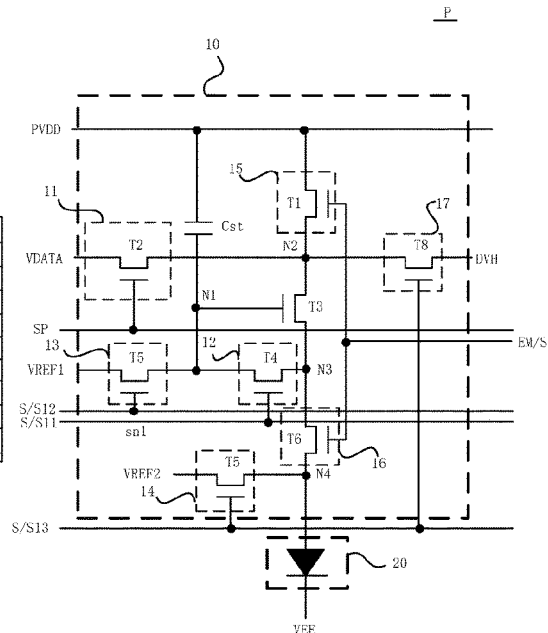 P
10
PVDD
15
11
17
T1
Cst
T2
N2
T8
VDATA
DVH
N1
T3
SP
13
12
EM/S
T5
T4
VREF1
N3
S/S12
S/S11
sn1
T6
T5
16
VREF2
N4
14
S/S13
20
VEE